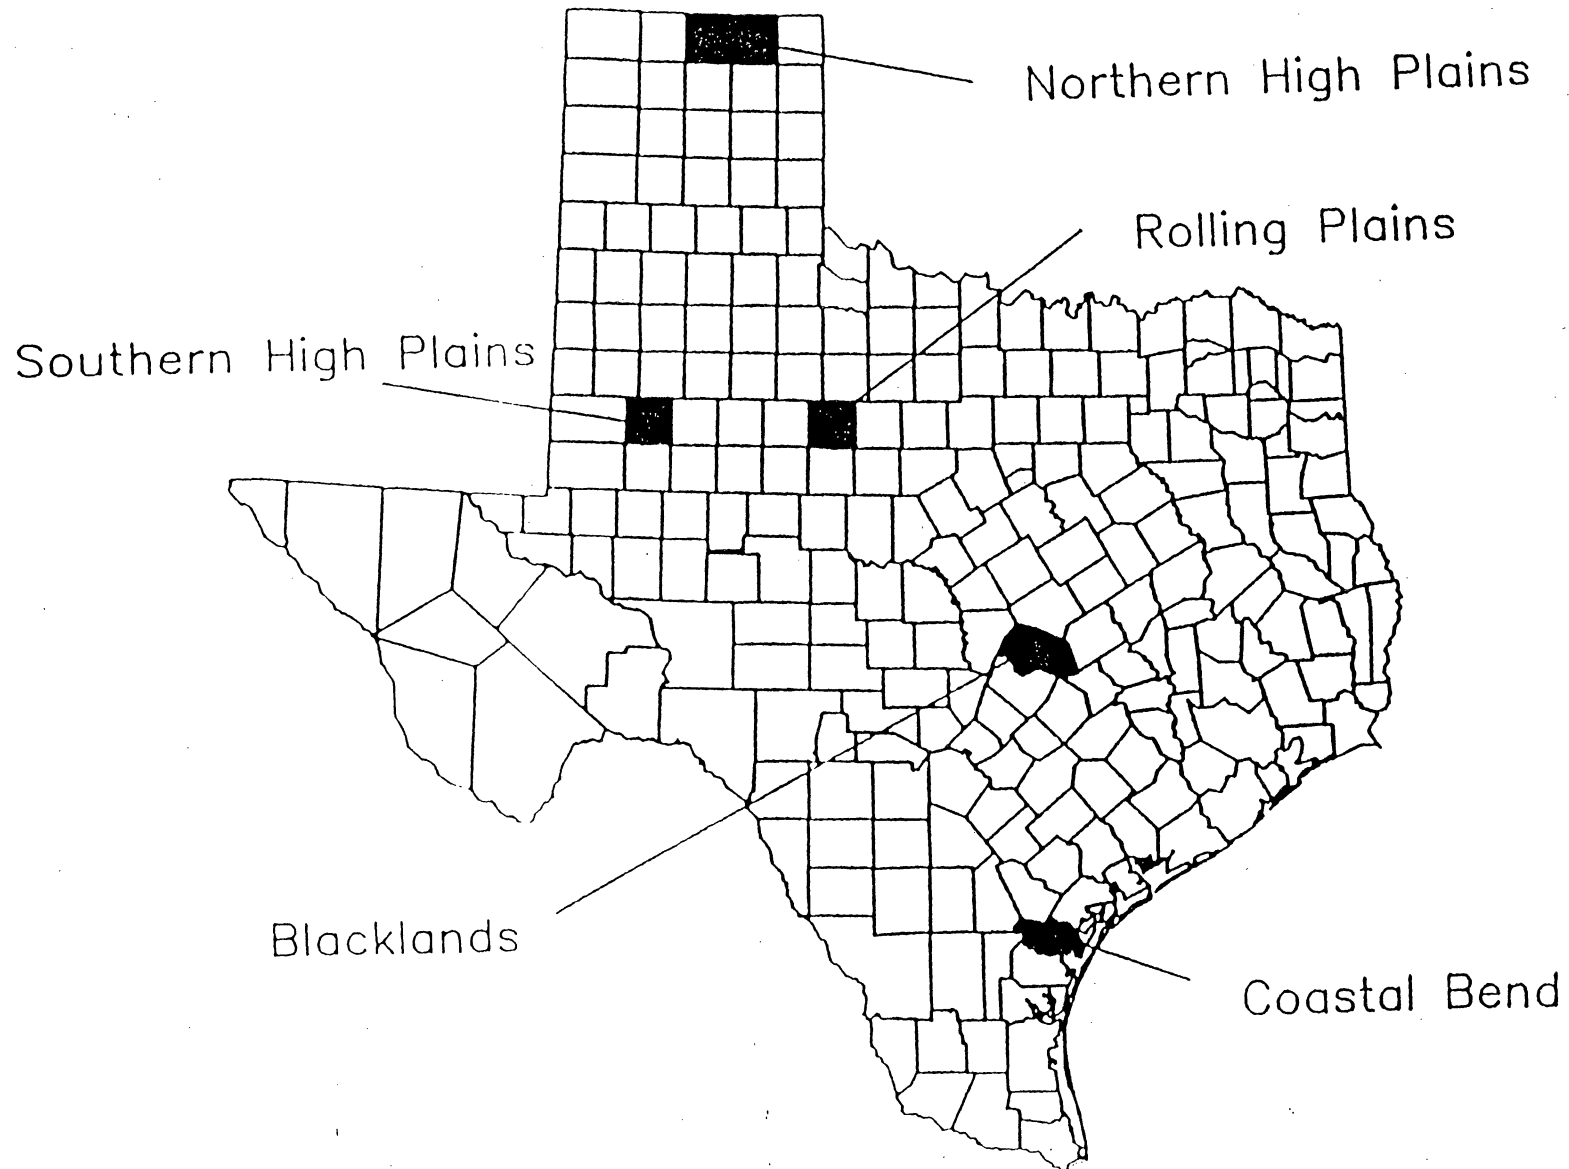 Northern High Plains
Rolling Plains
Southern High Plains
Blacklands
Coastal Bend